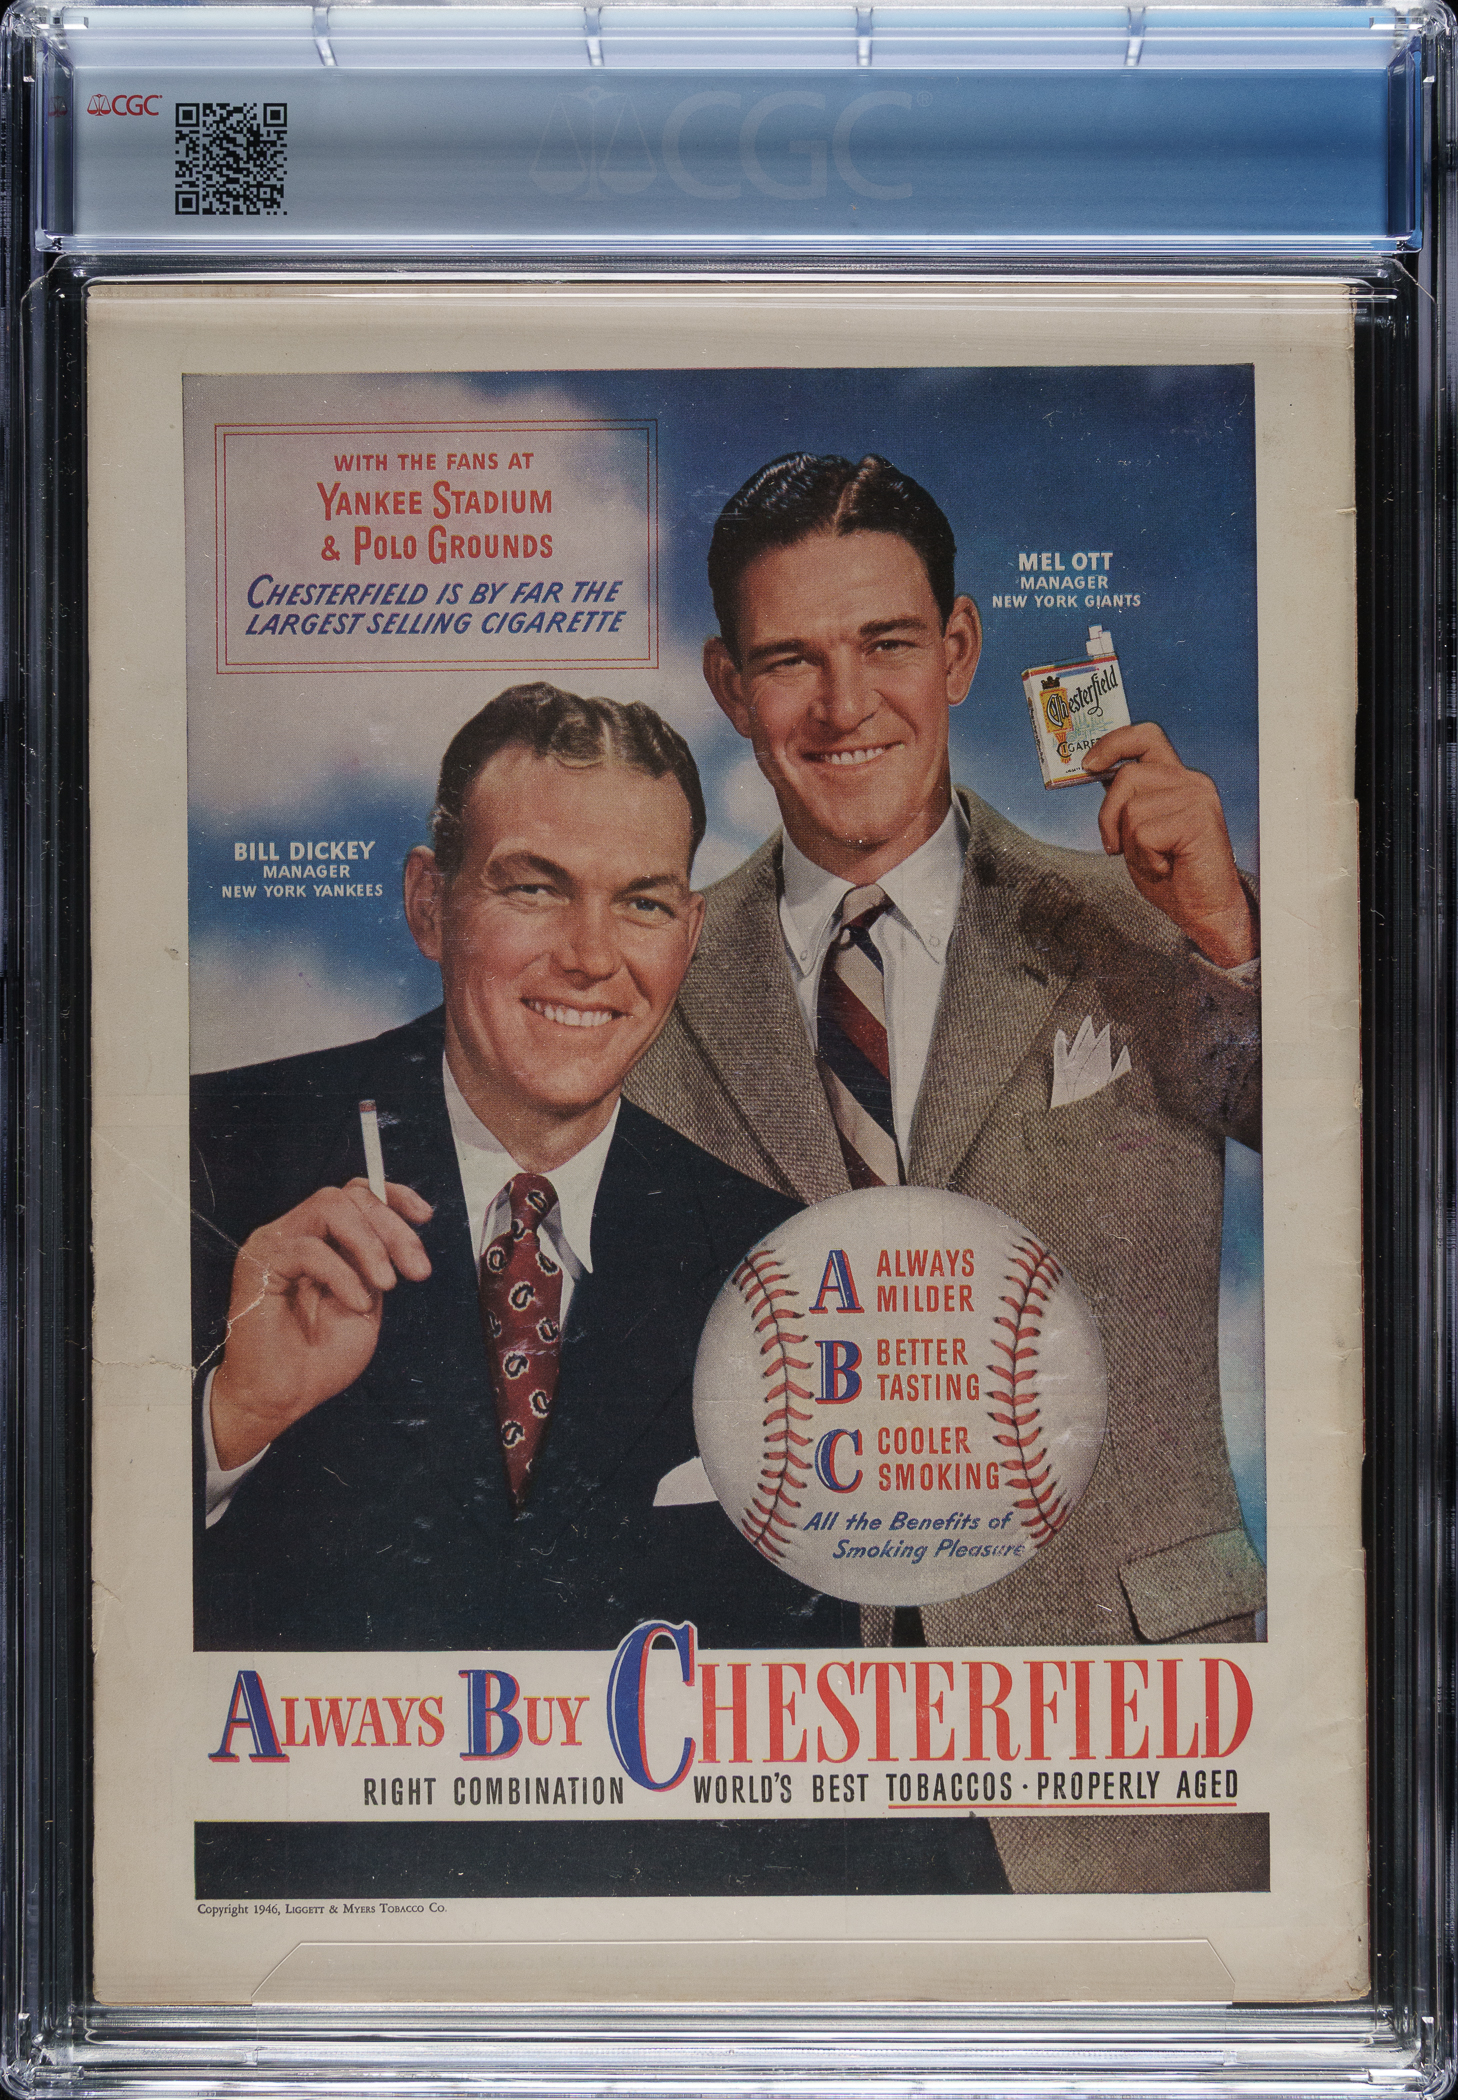 CGC
CGC
WITH THE FANS AT
YANKEE STADIUM
& POLO GROUNDS
CHESTERFIELD IS BY FAR THE
LARGEST SELLING CIGARETTE
MEL OTT
MANAGER
NEW YORK GIANTS
Chesterfield
BILL DICKEY
MANAGER
NEW YORK YANKEES
A ALWAYS
MILDER
B BETTER
TASTING
C COOLER
SMOKING
All the Benefits of
Smoking Pleasure
ALWAYS BUY CHESTERFIELD
RIGHT COMBINATION WORLD'S BEST TOBACCOS · PROPERLY AGED
Copyright 1946, LIGGETT & MYERS TOBACCO CO.